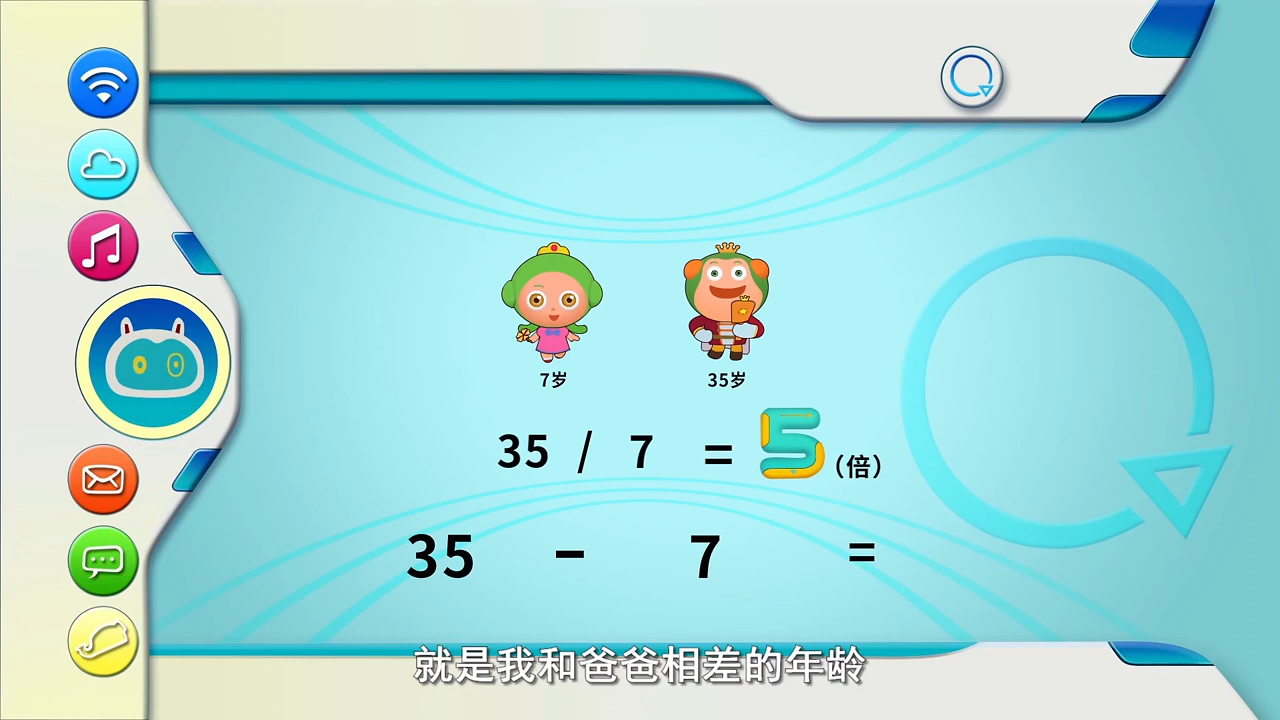 7岁 35岁
35 / 7 = 5 (倍)
35 - 7 =
就是我和爸爸相差的年龄